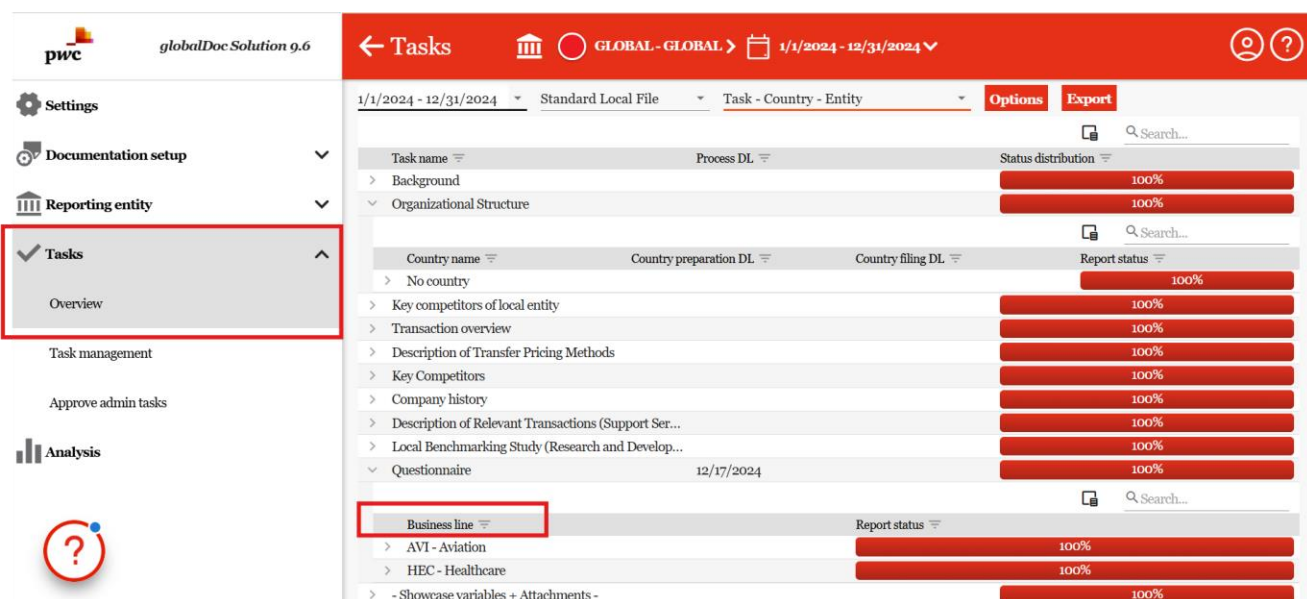 pwc
globalDoc Solution 9.6
Tasks
GLOBAL - GLOBAL
1/1/2024 - 12/31/2024
Settings
Documentation setup
Reporting entity
Tasks
Overview
Task management
Approve admin tasks
Analysis
?
?
1/1/2024 - 12/31/2024 Standard Local File Task - Country - Entity Options Export
Search...
Task name Process DL Status distribution
Background 100%
Organizational Structure 100%
Search...
Country name Country preparation DL Country filing DL Report status
No country 100%
Key competitors of local entity 100%
Transaction overview 100%
Description of Transfer Pricing Methods 100%
Key Competitors 100%
Company history 100%
Description of Relevant Transactions (Support Ser... 100%
Local Benchmarking Study (Research and Develop... 100%
Questionnaire 12/17/2024 100%
Search...
Business line Report status
AVI - Aviation 100%
HEC - Healthcare 100%
- Showcase variables + Attachments - 100%